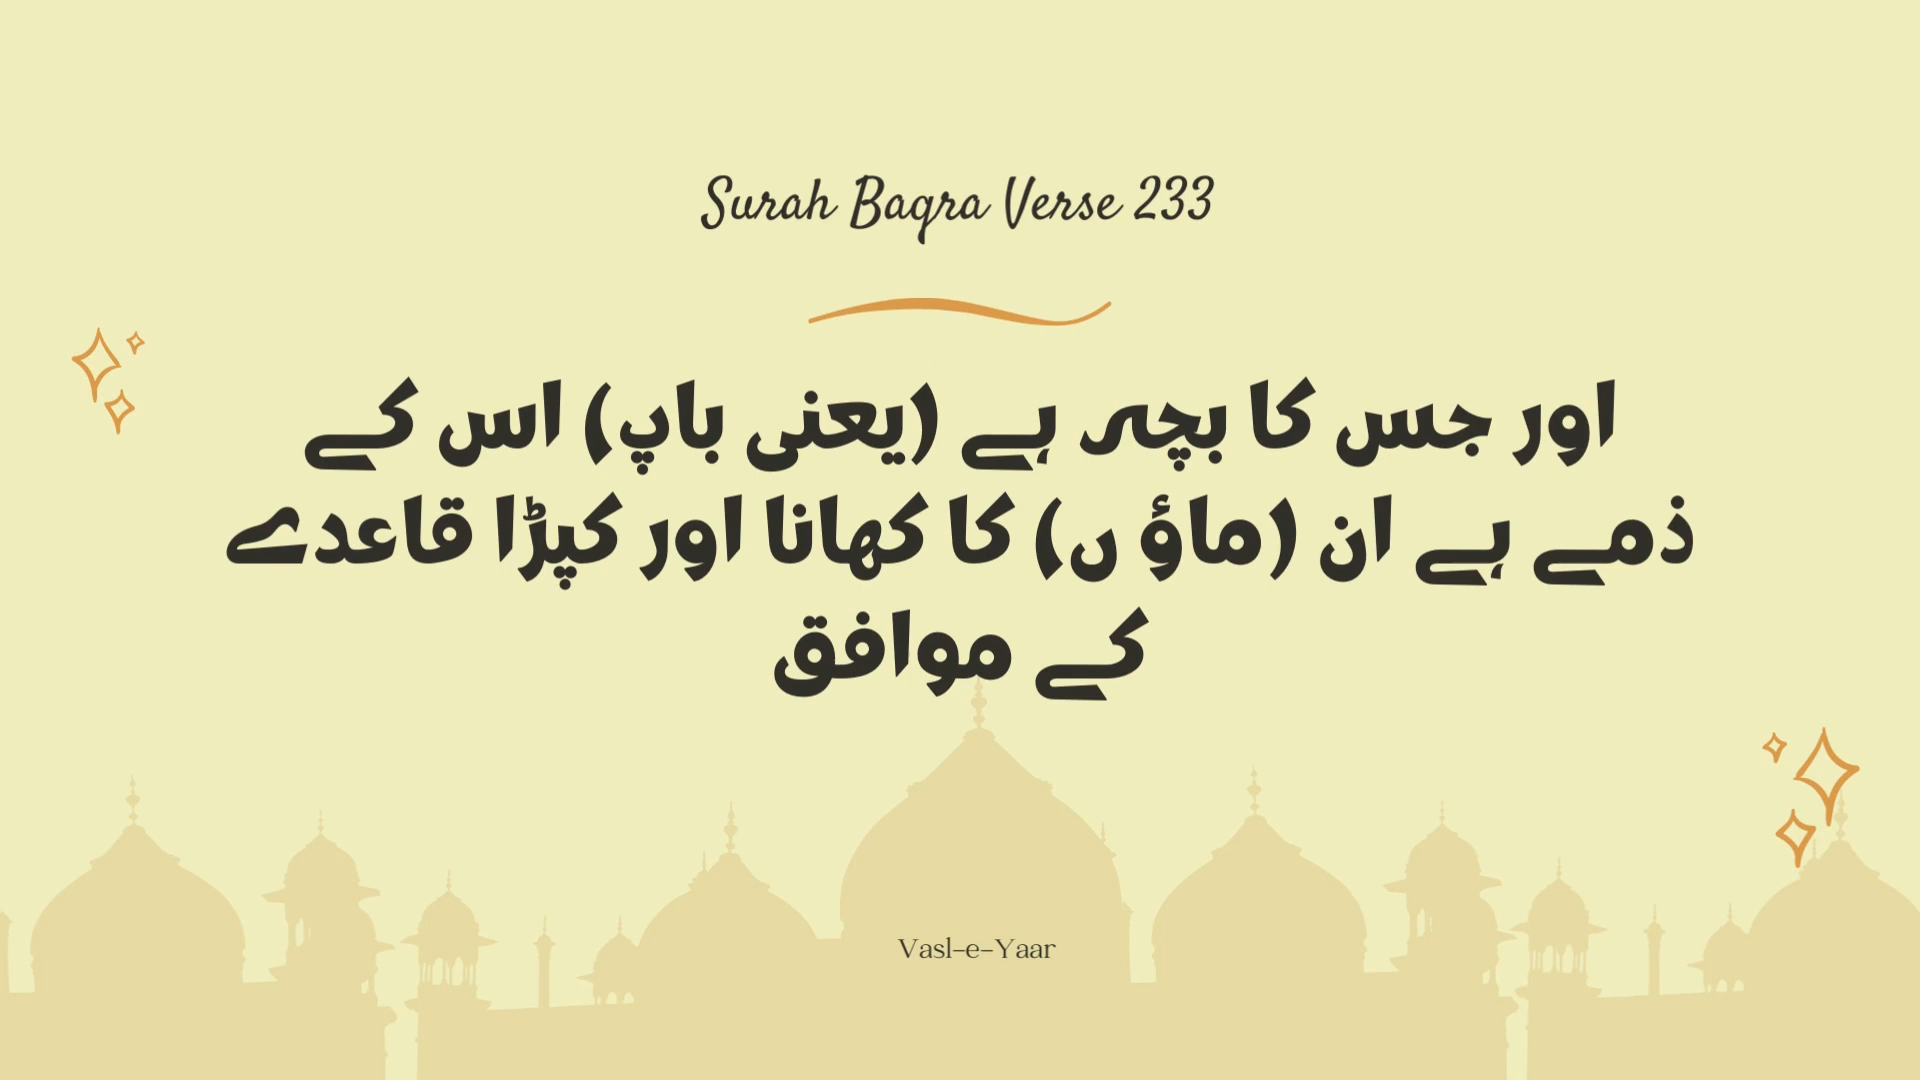 Surah Baqra Verse 233
اور جس کا بچہ ہے (یعنی باپ) اس کے
ذمے ہے ان (ماؤ ں) کا کھانا اور کپڑا قاعدے
کے موافق
Vasl-e-Yaar